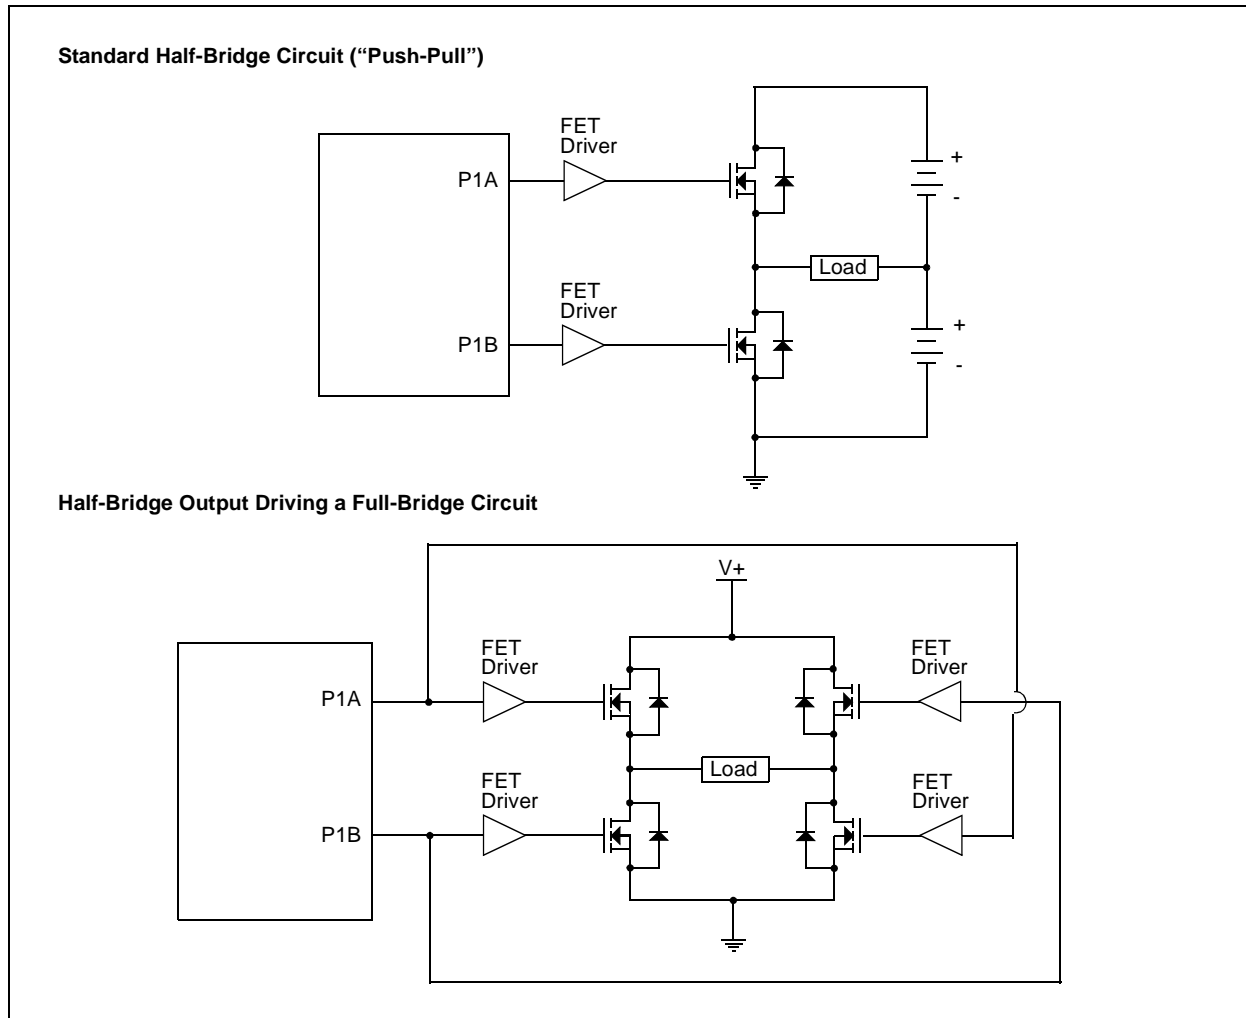 Standard Half-Bridge Circuit (“Push-Pull”)
FET
Driver
P1A
+
-
Load
FET
Driver
P1B
+
-
Half-Bridge Output Driving a Full-Bridge Circuit
V+
FET
Driver
FET
Driver
P1A
Load
FET
Driver
FET
Driver
P1B